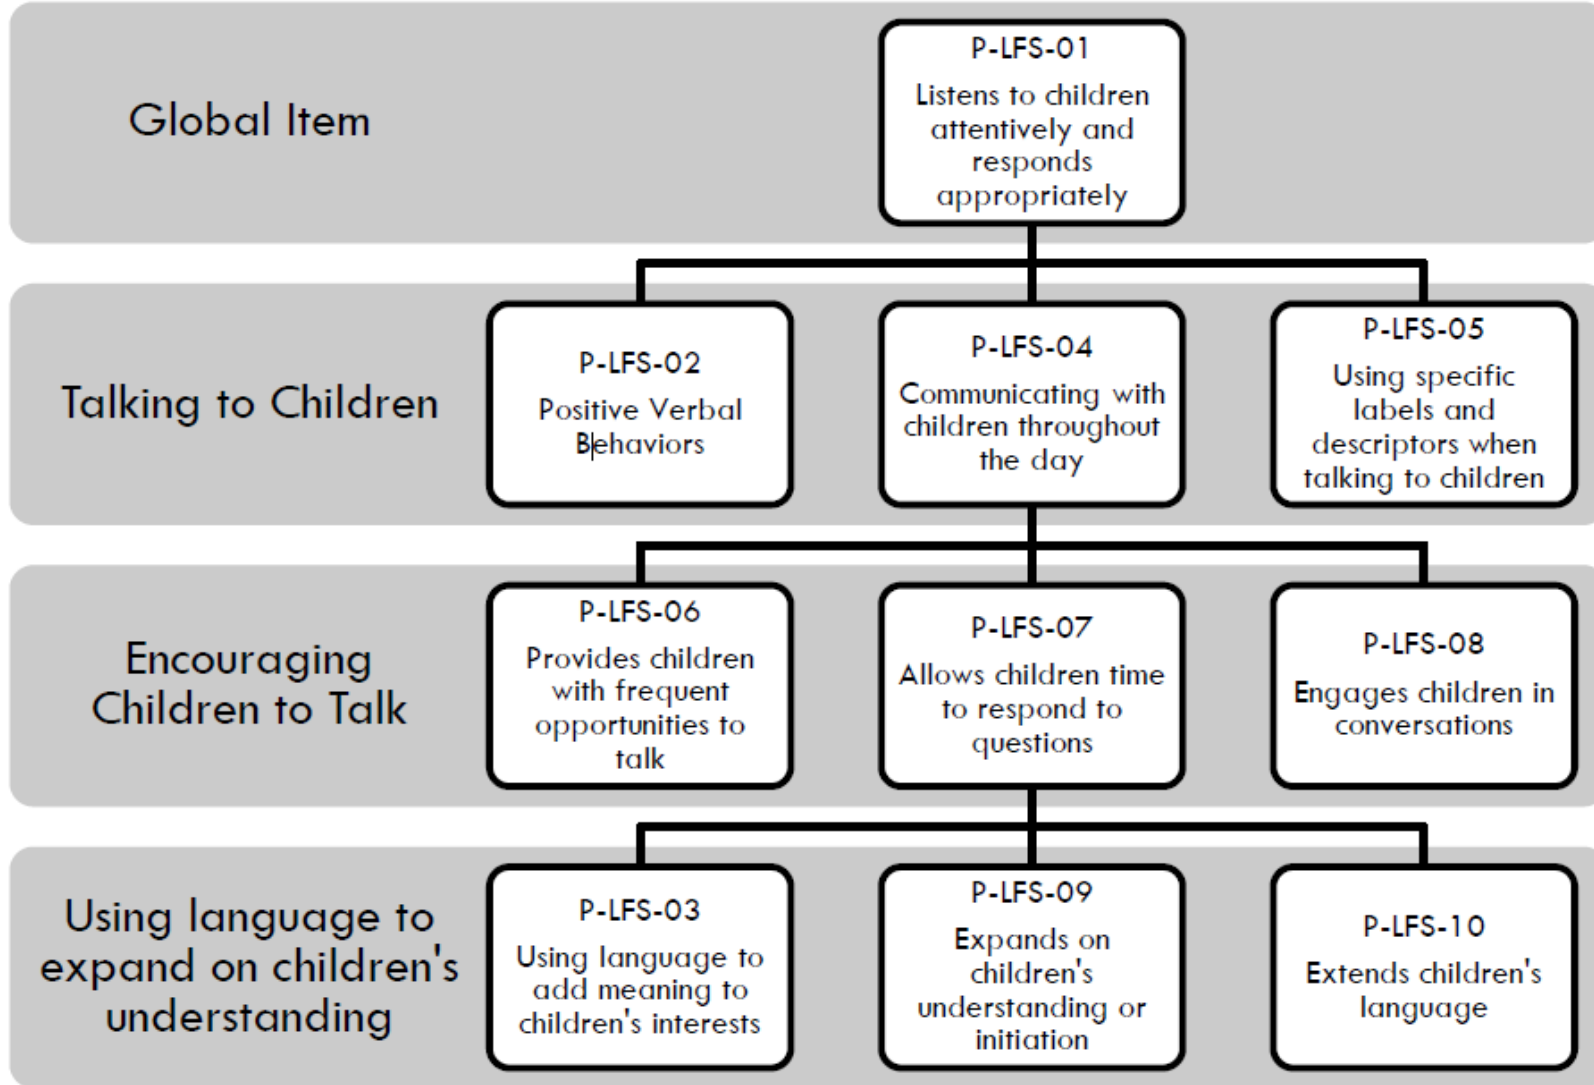 Global Item
P-LFS-01
Listens to children
attentively and
responds
appropriately
Talking to Children
P-LFS-02
Positive Verbal
Behaviors
P-LFS-04
Communicating with
children throughout
the day
P-LFS-05
Using specific
labels and
descriptors when
talking to children
Encouraging
Children to Talk
P-LFS-06
Provides children
with frequent
opportunities to
talk
P-LFS-07
Allows children time
to respond to
questions
P-LFS-08
Engages children in
conversations
Using language to
expand on children's
understanding
P-LFS-03
Using language to
add meaning to
children's interests
P-LFS-09
Expands on
children's
understanding or
initiation
P-LFS-10
Extends children's
language